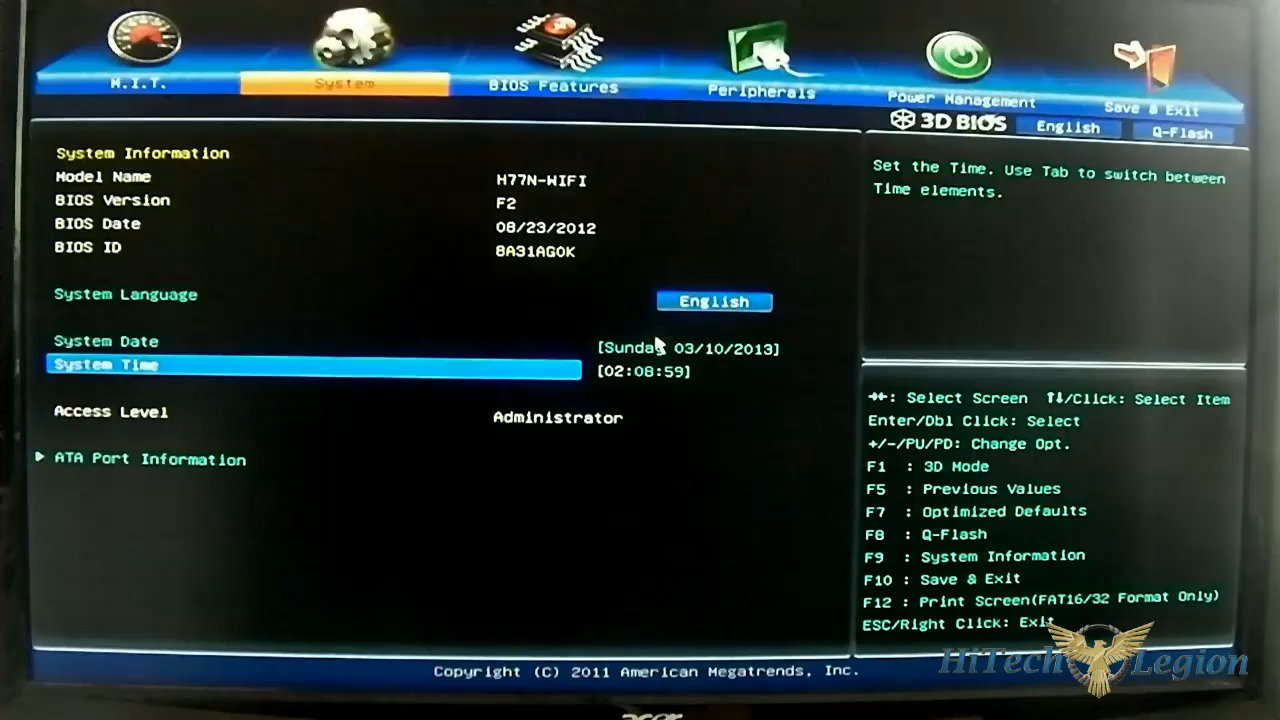 M.I.T.
System
BIOS Features
Peripherals
Power Management
Save & Exit
3D BIOS
English
Q-Flash
System Information
Model Name H77N-WIFI
BIOS Version F2
BIOS Date 08/23/2012
BIOS ID 8A31AG0K
System Language English
System Date [Sunday 03/10/2013]
System Time [02:08:59]
Access Level Administrator
ATA Port Information
Set the Time. Use Tab to switch between
Time elements.
→←: Select Screen ↑↓/Click: Select Item
Enter/Dbl Click: Select
+/-/PU/PD: Change Opt.
F1 : 3D Mode
F5 : Previous Values
F7 : Optimized Defaults
F8 : Q-Flash
F9 : System Information
F10 : Save & Exit
F12 : Print Screen(FAT16/32 Format Only)
ESC/Right Click: Exit
Copyright (C) 2011 American Megatrends, Inc.
HiTech Legion
acer